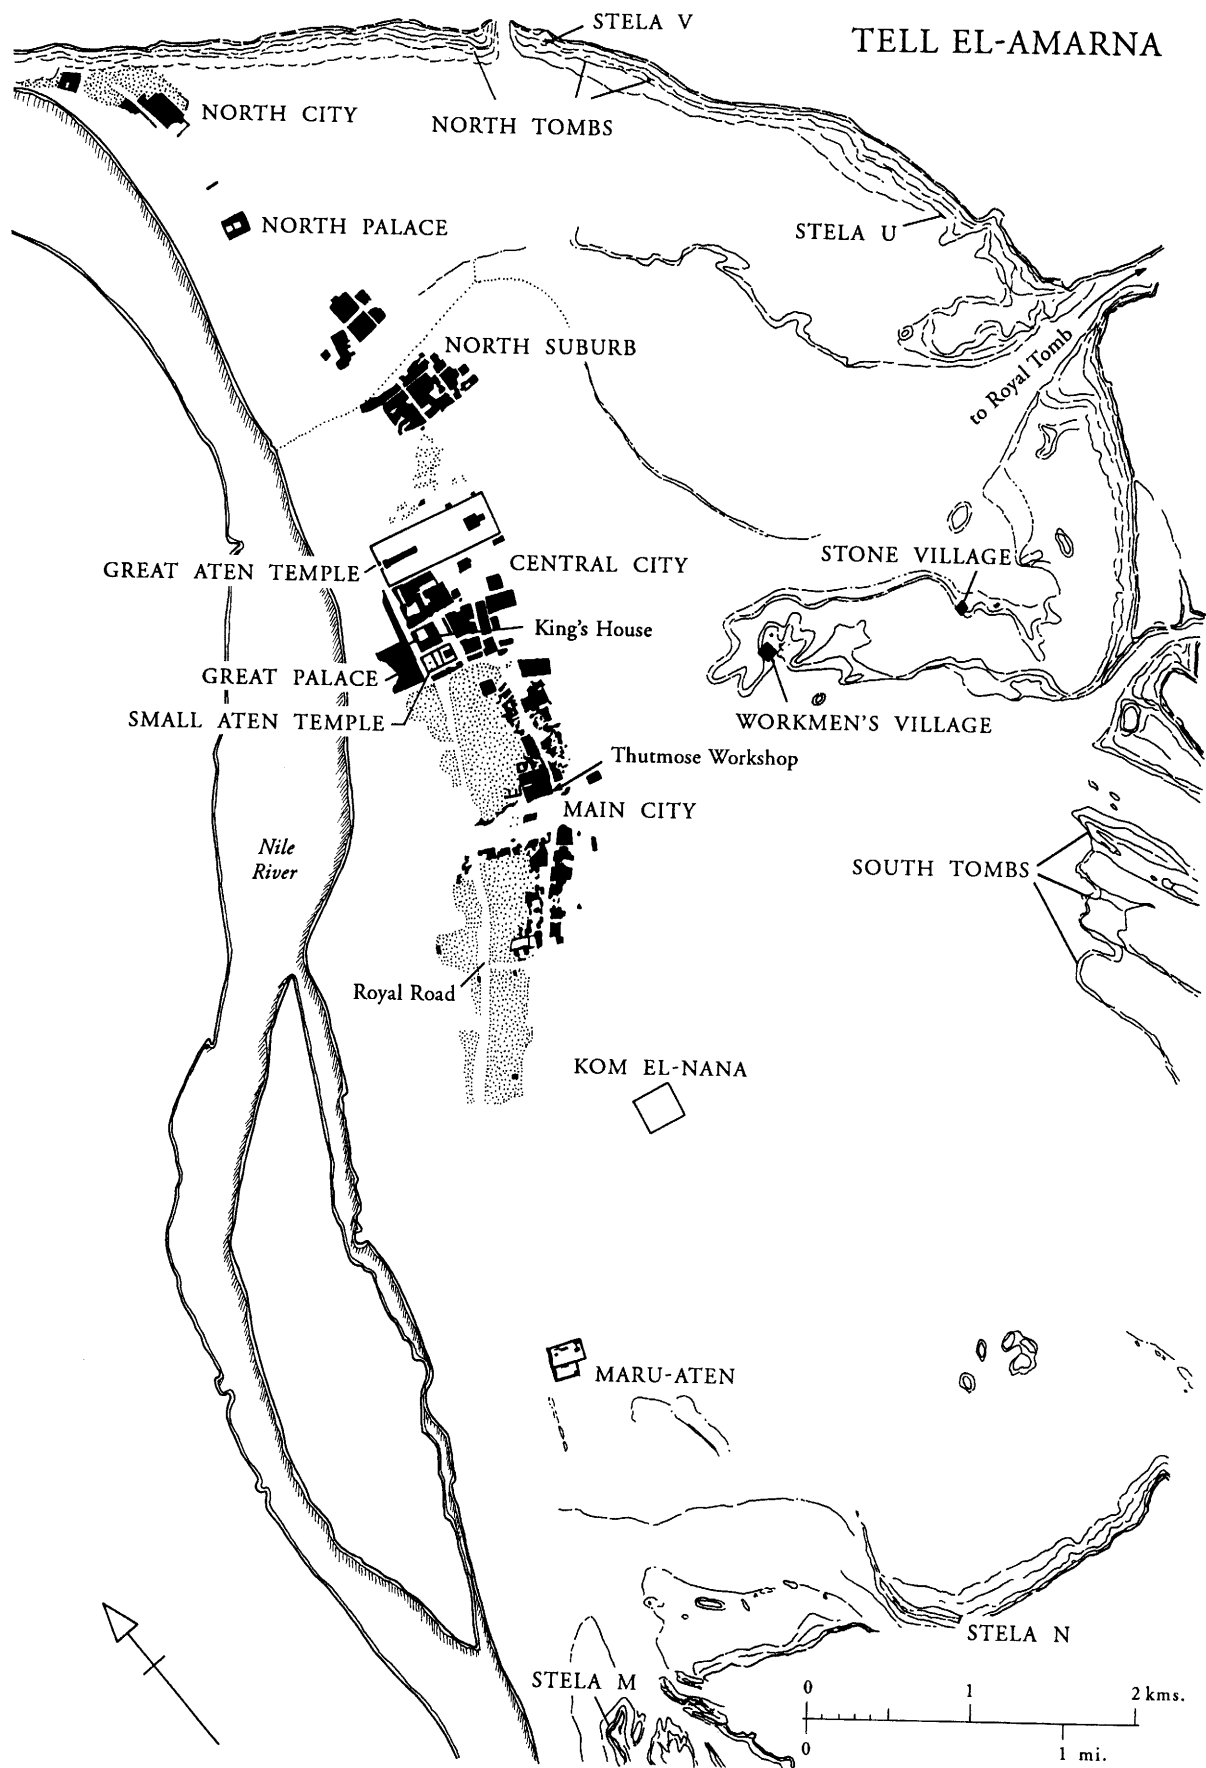 STELA V
TELL EL-AMARNA
NORTH CITY
NORTH TOMBS
NORTH PALACE
STELA U
NORTH SUBURB
to Royal Tomb
STONE VILLAGE
GREAT ATEN TEMPLE
CENTRAL CITY
King's House
GREAT PALACE
SMALL ATEN TEMPLE
WORKMEN'S VILLAGE
Thutmose Workshop
MAIN CITY
Nile
River
SOUTH TOMBS
Royal Road
KOM EL-NANA
MARU-ATEN
STELA N
STELA M
0 1 2 kms.
0 1 mi.